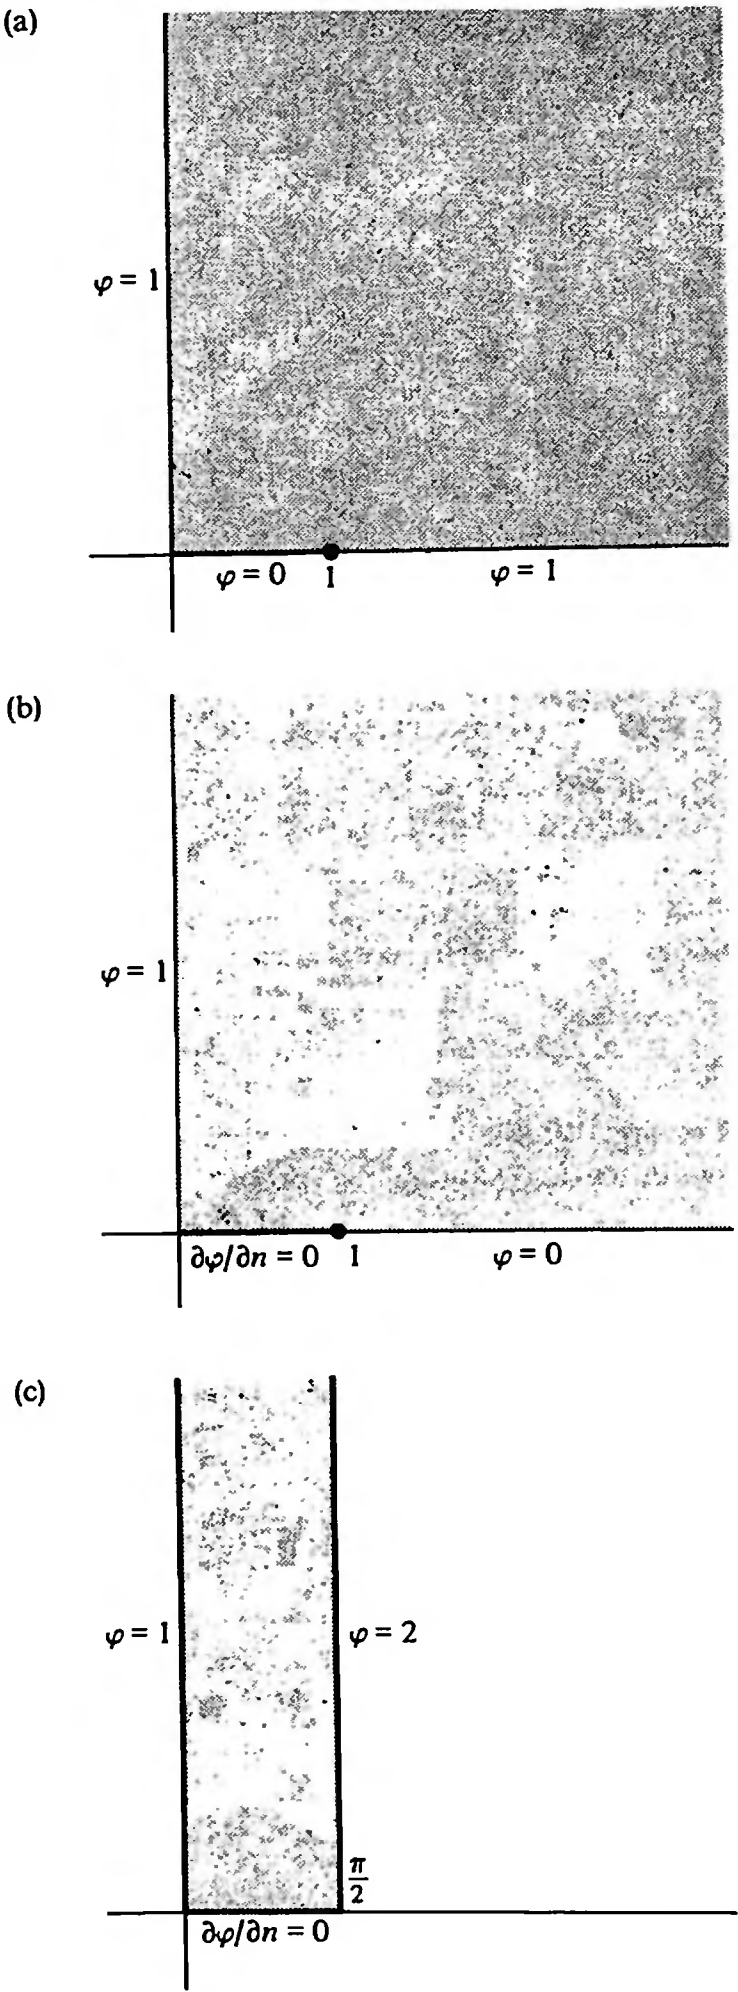 (a)
φ = 1
φ = 0 1 φ = 1
(b)
φ = 1
∂φ/∂n = 0 1 φ = 0
(c)
φ = 1 φ = 2
π/2
∂φ/∂n = 0